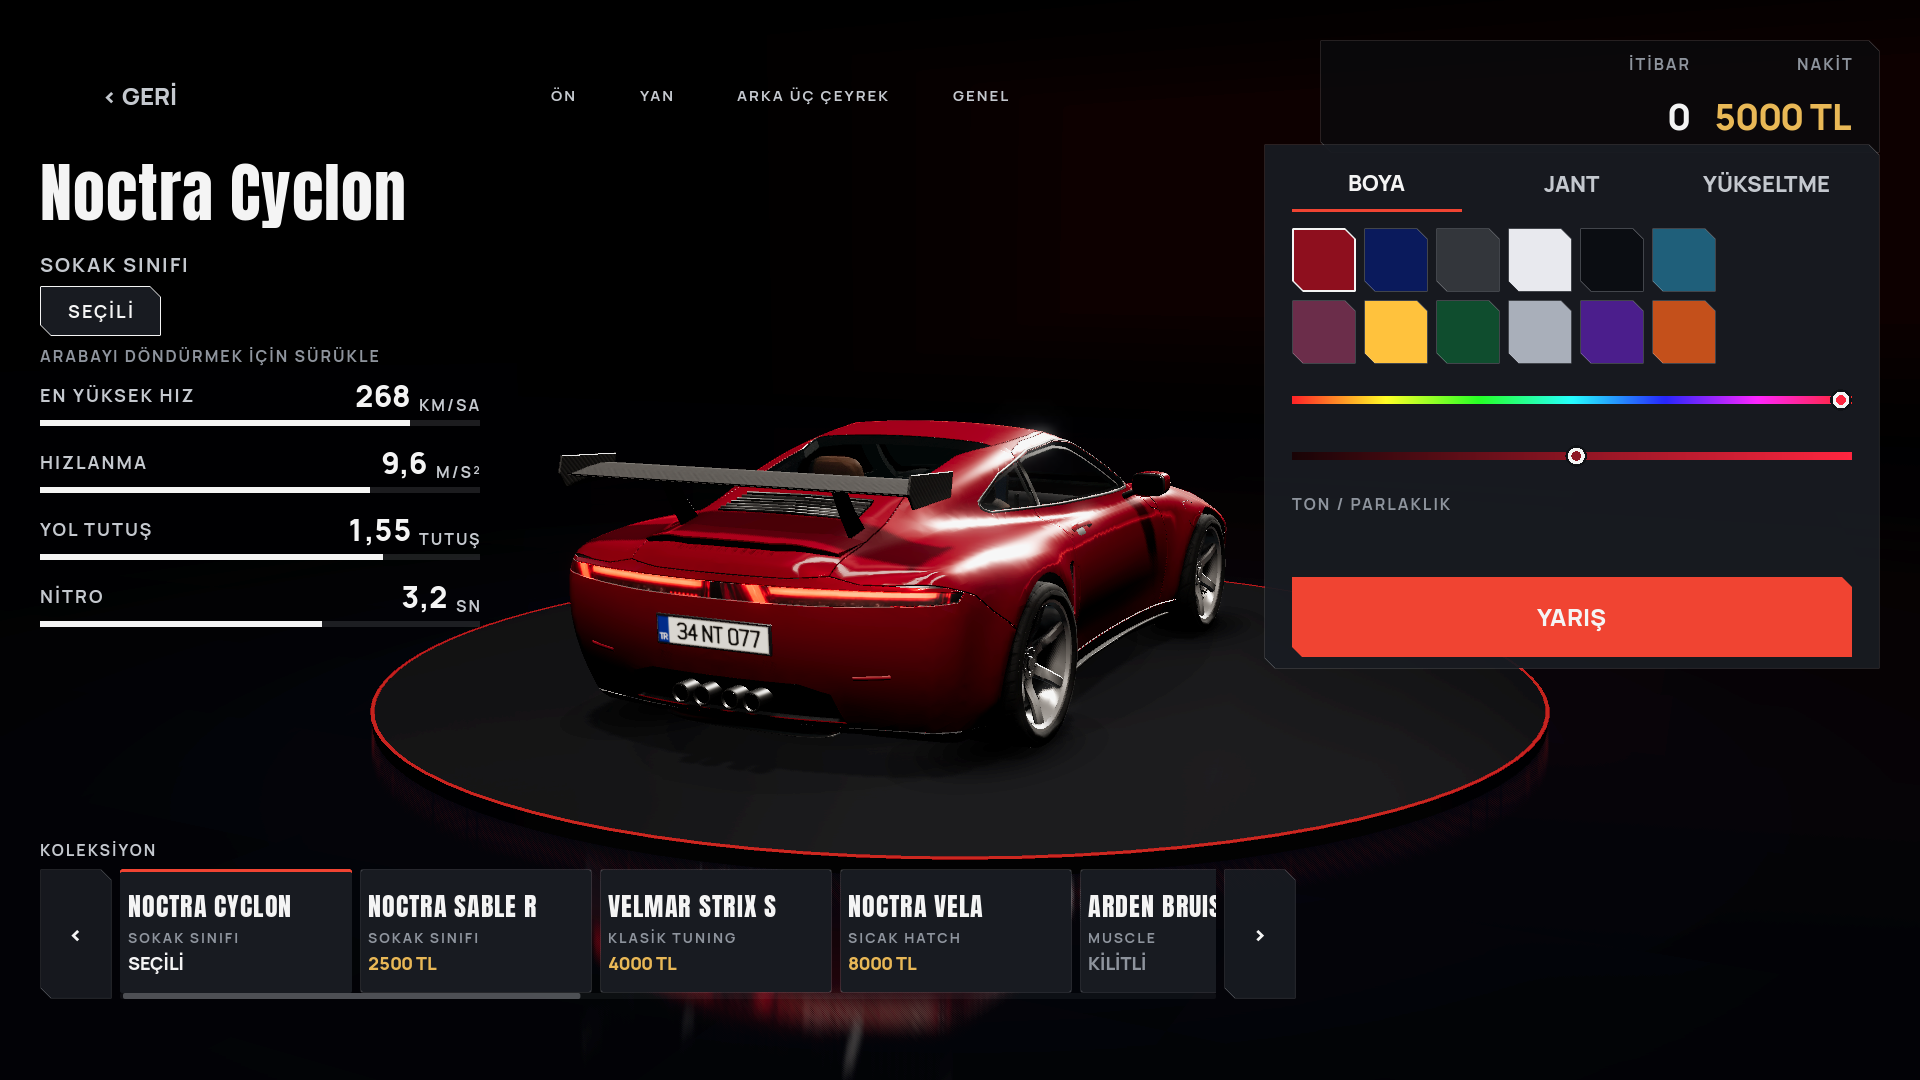 ‹ GERİ
ÖN
YAN
ARKA ÜÇ ÇEYREK
GENEL
İTİBAR
NAKİT
0
5000 TL
Noctra Cyclon
SOKAK SINIFI
SEÇİLİ
ARABAYI DÖNDÜRMEK İÇİN SÜRÜKLE
EN YÜKSEK HIZ
268 KM/SA
HIZLANMA
9,6 M/S²
YOL TUTUŞ
1,55 TUTUŞ
NİTRO
3,2 SN
BOYA
JANT
YÜKSELTME
TON / PARLAKLIK
YARIŞ
TR 34 NT 077
KOLEKSİYON
‹
NOCTRA CYCLON
SOKAK SINIFI
SEÇİLİ
NOCTRA SABLE R
SOKAK SINIFI
2500 TL
VELMAR STRIX S
KLASİK TUNING
4000 TL
NOCTRA VELA
SICAK HATCH
8000 TL
ARDEN BRUIS
MUSCLE
KİLİTLİ
›